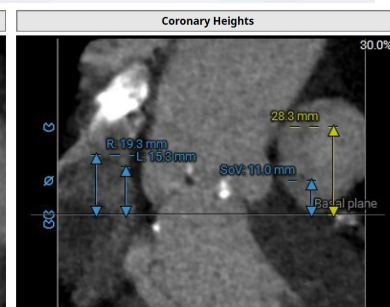 Coronary Heights
30.0%
28.3 mm
R: 19.3 mm
L: 15.3 mm
SoV: 11.0 mm
Basal plane